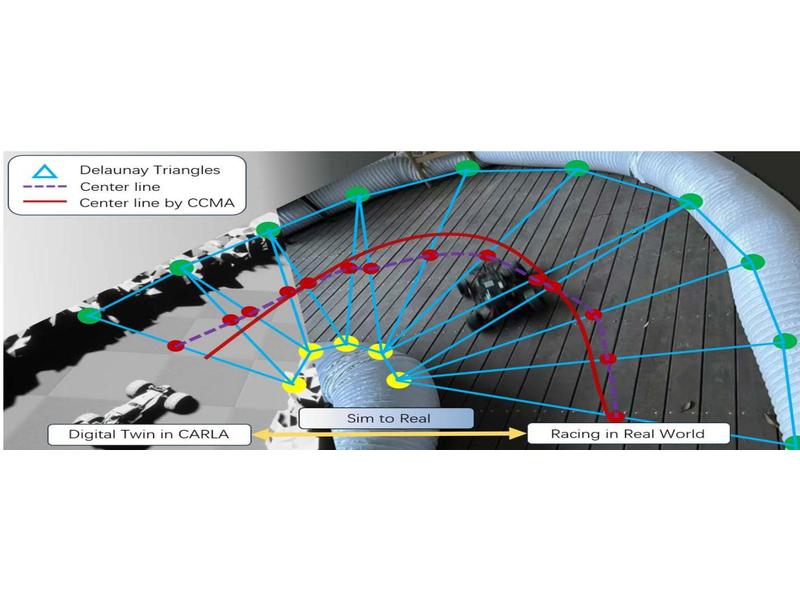 Delaunay Triangles
Center line
Center line by CCMA
Sim to Real
Digital Twin in CARLA
Racing in Real World